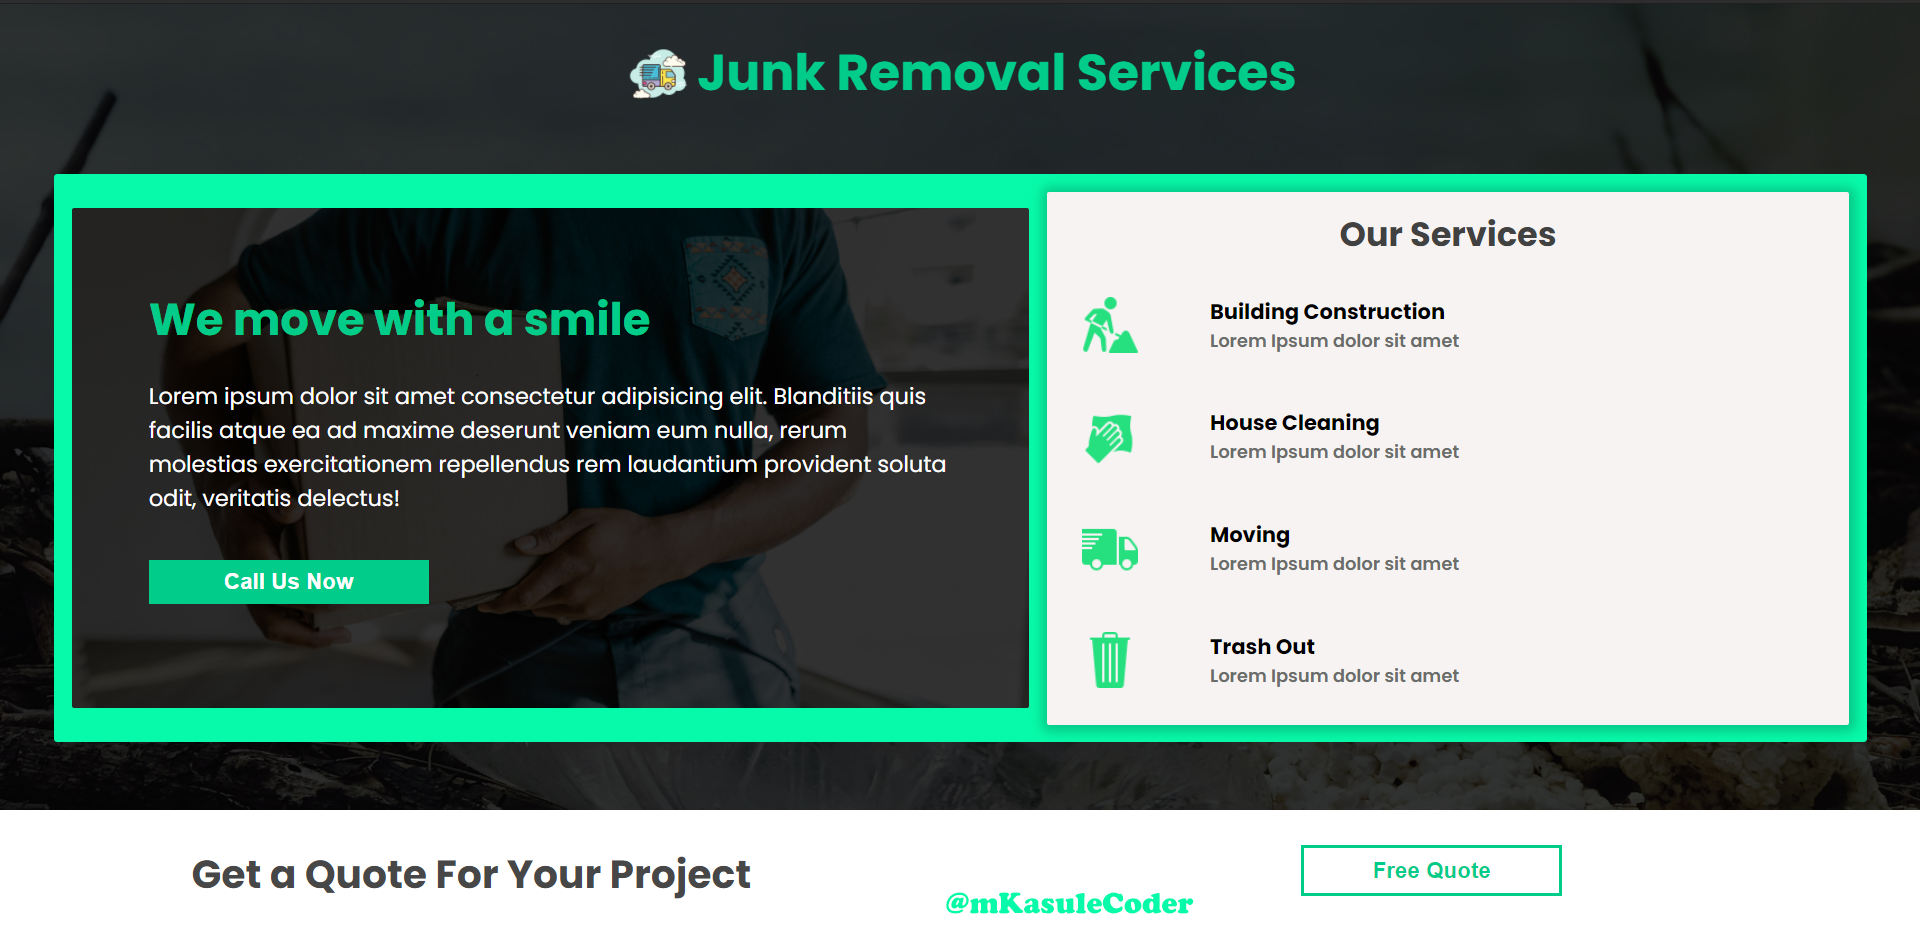 Junk Removal Services
We move with a smile
Lorem ipsum dolor sit amet consectetur adipisicing elit. Blanditiis quis
facilis atque ea ad maxime deserunt veniam eum nulla, rerum
molestias exercitationem repellendus rem laudantium provident soluta
odit, veritatis delectus!
Call Us Now
Our Services
Building Construction
Lorem Ipsum dolor sit amet
House Cleaning
Lorem Ipsum dolor sit amet
Moving
Lorem Ipsum dolor sit amet
Trash Out
Lorem Ipsum dolor sit amet
Get a Quote For Your Project
@mKasuleCoder
Free Quote